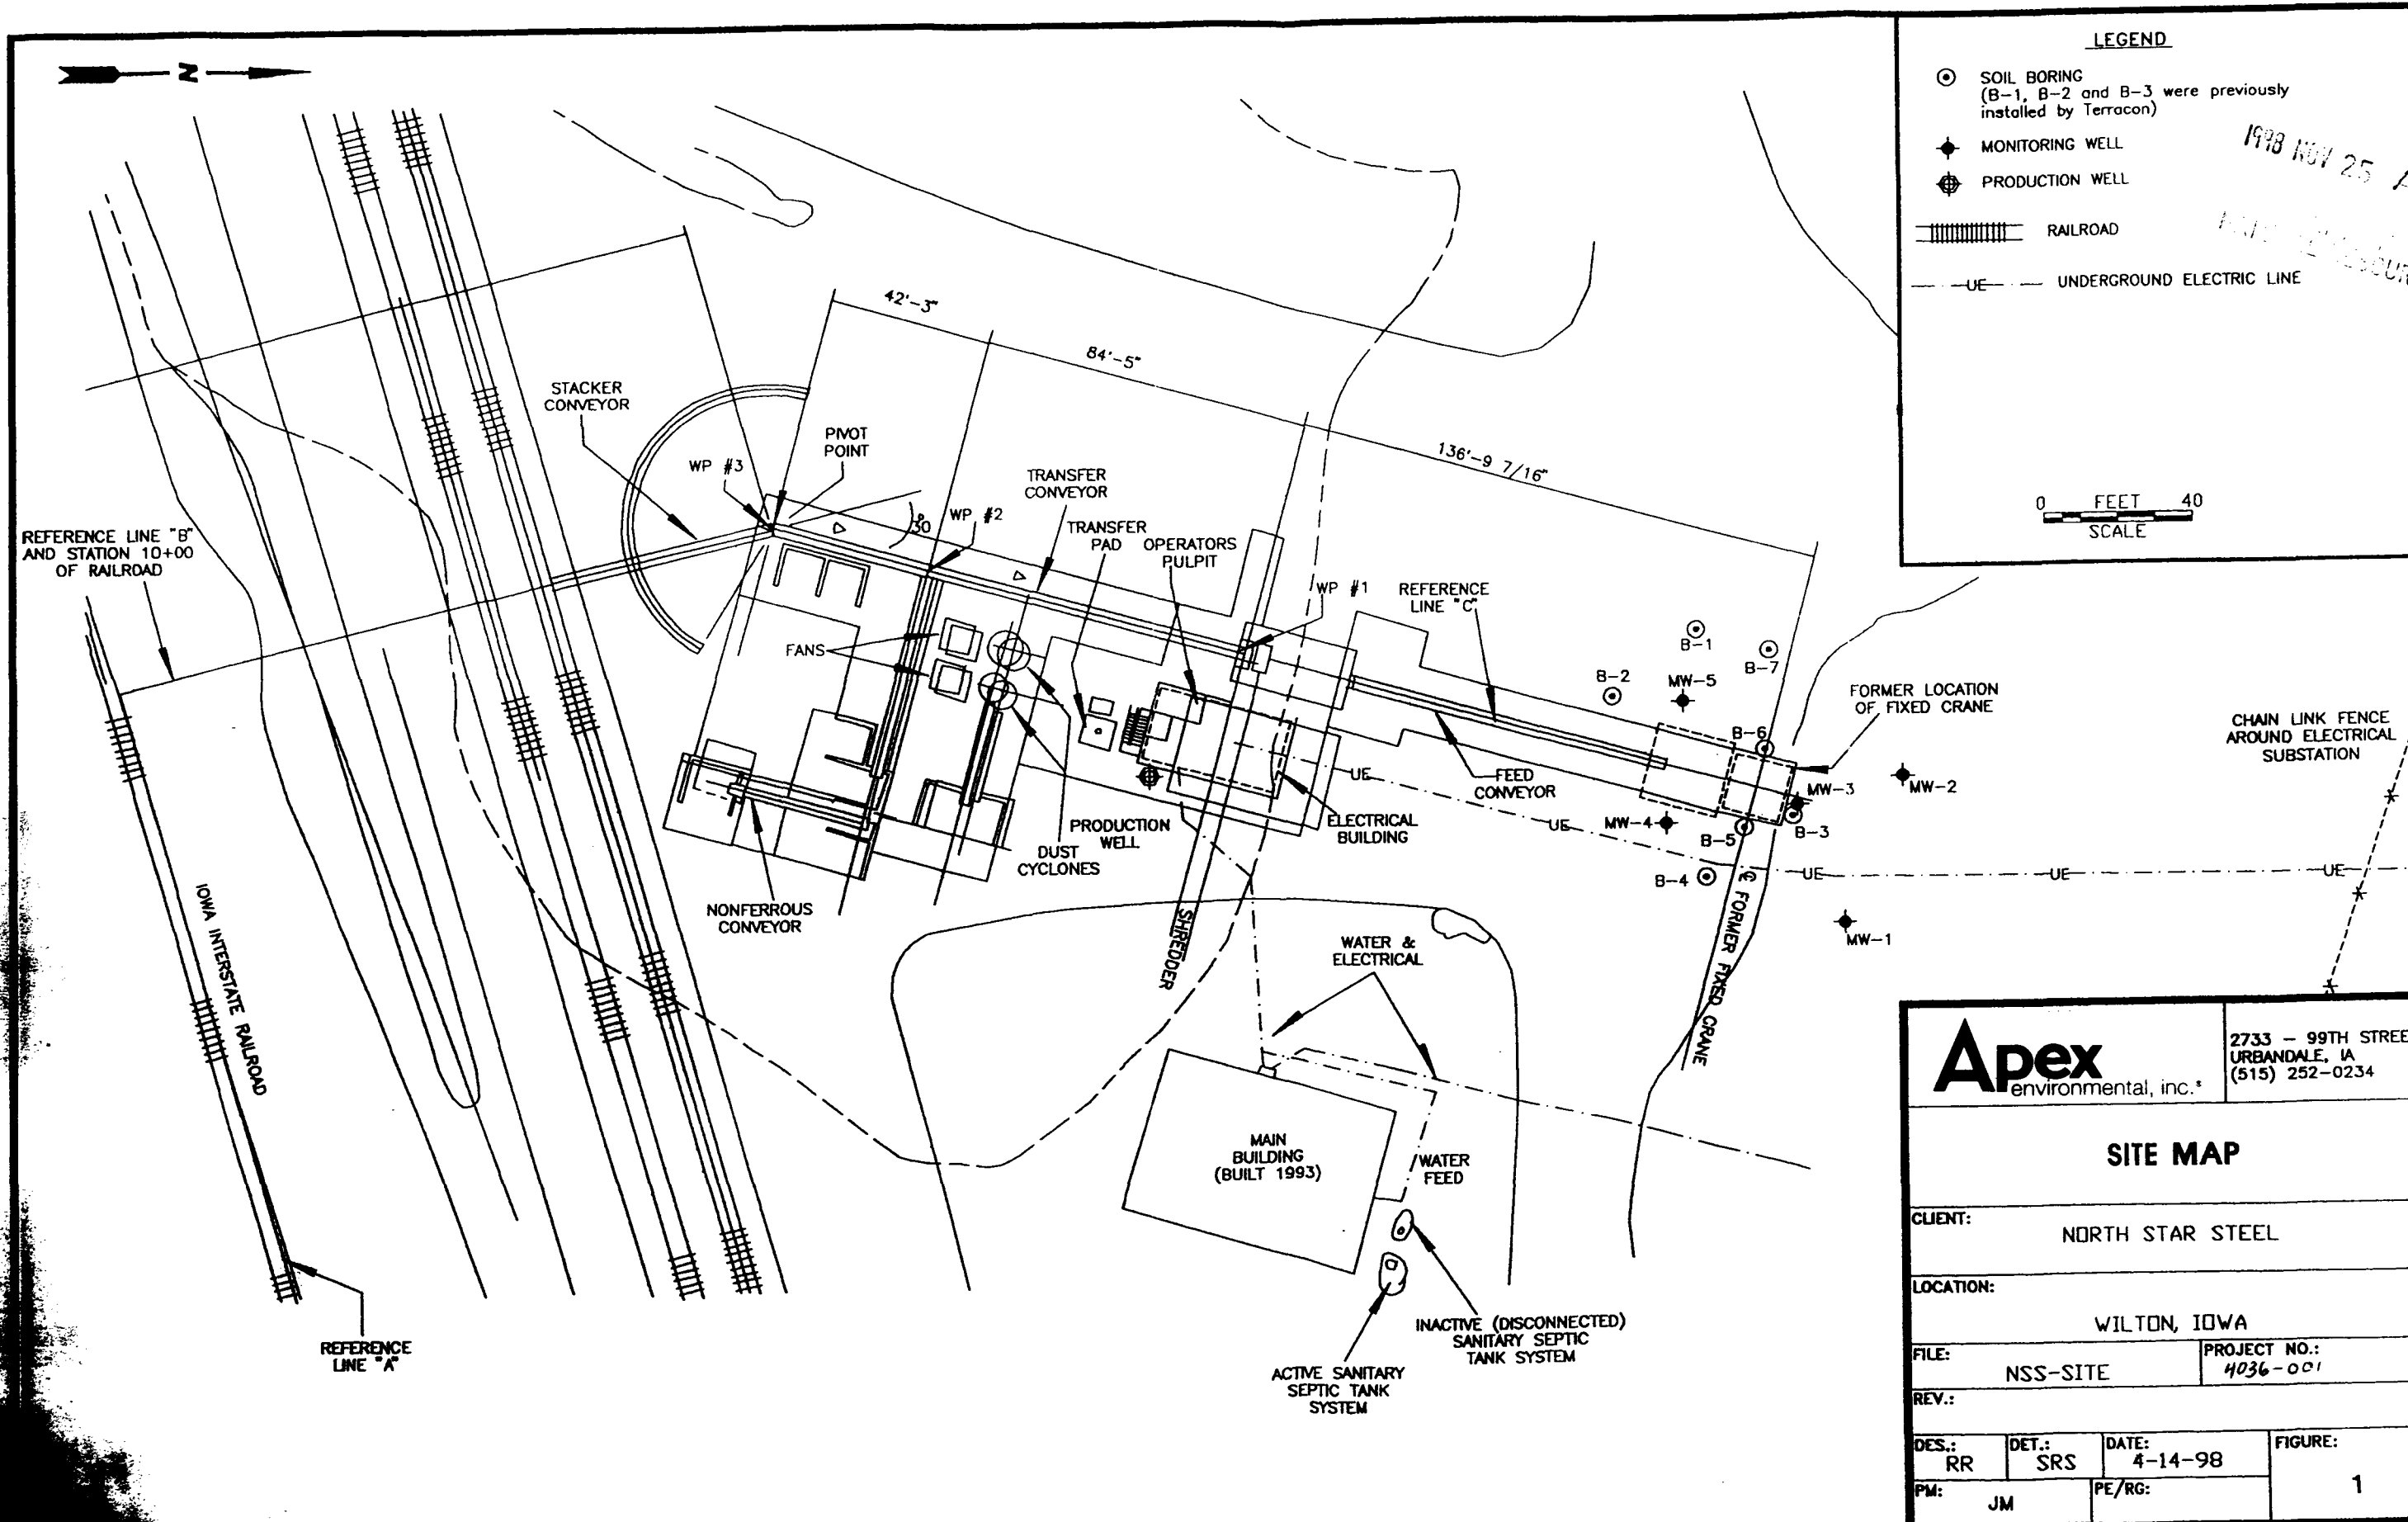 N
LEGEND
SOIL BORING
(B-1, B-2 and B-3 were previously
installed by Terracon)
MONITORING WELL
PRODUCTION WELL
RAILROAD
UE
UNDERGROUND ELECTRIC LINE
1998 NOV 25
0 FEET 40
SCALE
42'-3"
84'-5"
136'-9 7/16"
STACKER
CONVEYOR
PIVOT
POINT
WP #3
30°
WP #2
TRANSFER
CONVEYOR
TRANSFER
PAD
OPERATORS
PULPIT
WP #1
REFERENCE
LINE "C"
REFERENCE LINE "B"
AND STATION 10+00
OF RAILROAD
FANS
B-1
B-7
B-2
MW-5
FORMER LOCATION
OF FIXED CRANE
CHAIN LINK FENCE
AROUND ELECTRICAL
SUBSTATION
B-6
MW-3
MW-2
UE
FEED
CONVEYOR
UE
MW-4
B-5
B-3
ELECTRICAL
BUILDING
PRODUCTION
WELL
DUST
CYCLONES
B-4
UE
UE
UE
NONFERROUS
CONVEYOR
SHREDDER
℄ FORMER FIXED CRANE
MW-1
WATER &
ELECTRICAL
IOWA INTERSTATE RAILROAD
MAIN
BUILDING
(BUILT 1993)
WATER
FEED
REFERENCE
LINE "A"
INACTIVE (DISCONNECTED)
SANITARY SEPTIC
TANK SYSTEM
ACTIVE SANITARY
SEPTIC TANK
SYSTEM
Apex
environmental, inc.
2733 - 99TH STREE
URBANDALE, IA
(515) 252-0234
SITE MAP
CLIENT:
NORTH STAR STEEL
LOCATION:
WILTON, IOWA
FILE:
NSS-SITE
PROJECT NO.:
4036-001
REV.:
DES.:
RR
DET.:
SRS
DATE:
4-14-98
FIGURE:
1
PM:
JM
PE/RG: